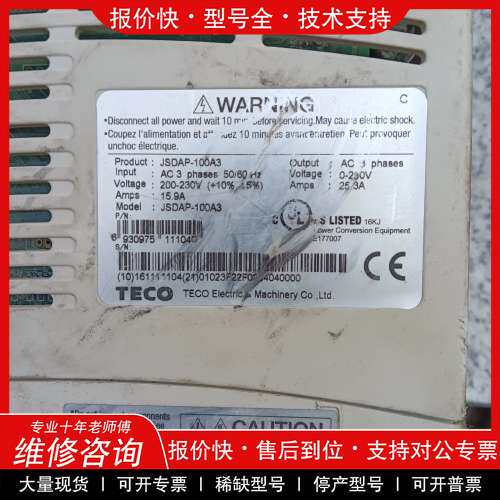 报价快·型号全·技术支持
WARNING
•Disconnect all power and wait 10 min before servicing.May cause electric shock.
•Coupez l'alimentation et 10 minutes avant entretien. Peut provoquer
unchoc électrique.
C
Product : JSDAP-100A3
Input : AC 3 phases 50/60 Hz
Voltage : 200-230V (+10% 15%)
Amps : 15.9A
Model : JSDAP-100A3
Output : AC 3 phases
Voltage : 0-230V
Amps : 25.3A
P/N
930975 11104
S/N
UL US LISTED 16KJ
Power Conversion Equipment
E177007
CE
TECO TECO Electric & Machinery Co.,Ltd.
CAUTION
专业十年老师傅
维修咨询
报价快·售后到位·支持对公专票
大量现货 | 可开专票 | 稀缺型号 | 停产型号 | 可开普票